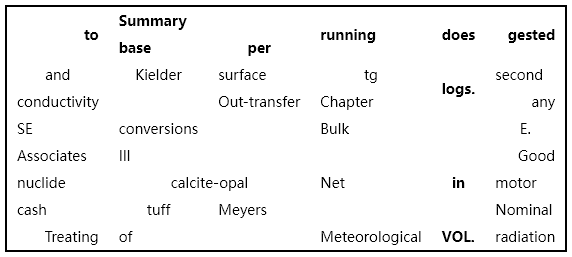 Summary
to running does gested
base per
and Kielder surface tg second
logs.
conductivity Out-transfer Chapter any
SE conversions Bulk E.
Associates III Good
nuclide calcite-opal Net in motor
cash tuff Meyers Nominal
Treating of Meteorological VOL. radiation